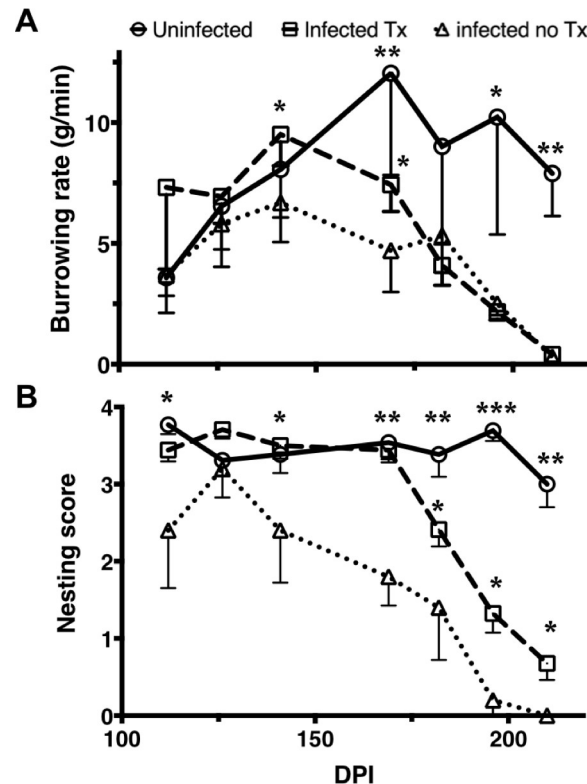 A
Uninfected Infected Tx infected no Tx
Burrowing rate (g/min)
10
5
0
** * **
* *
B
Nesting score
4
3
2
1
0
* * ** ** *** **
* * *
100 150 200
DPI